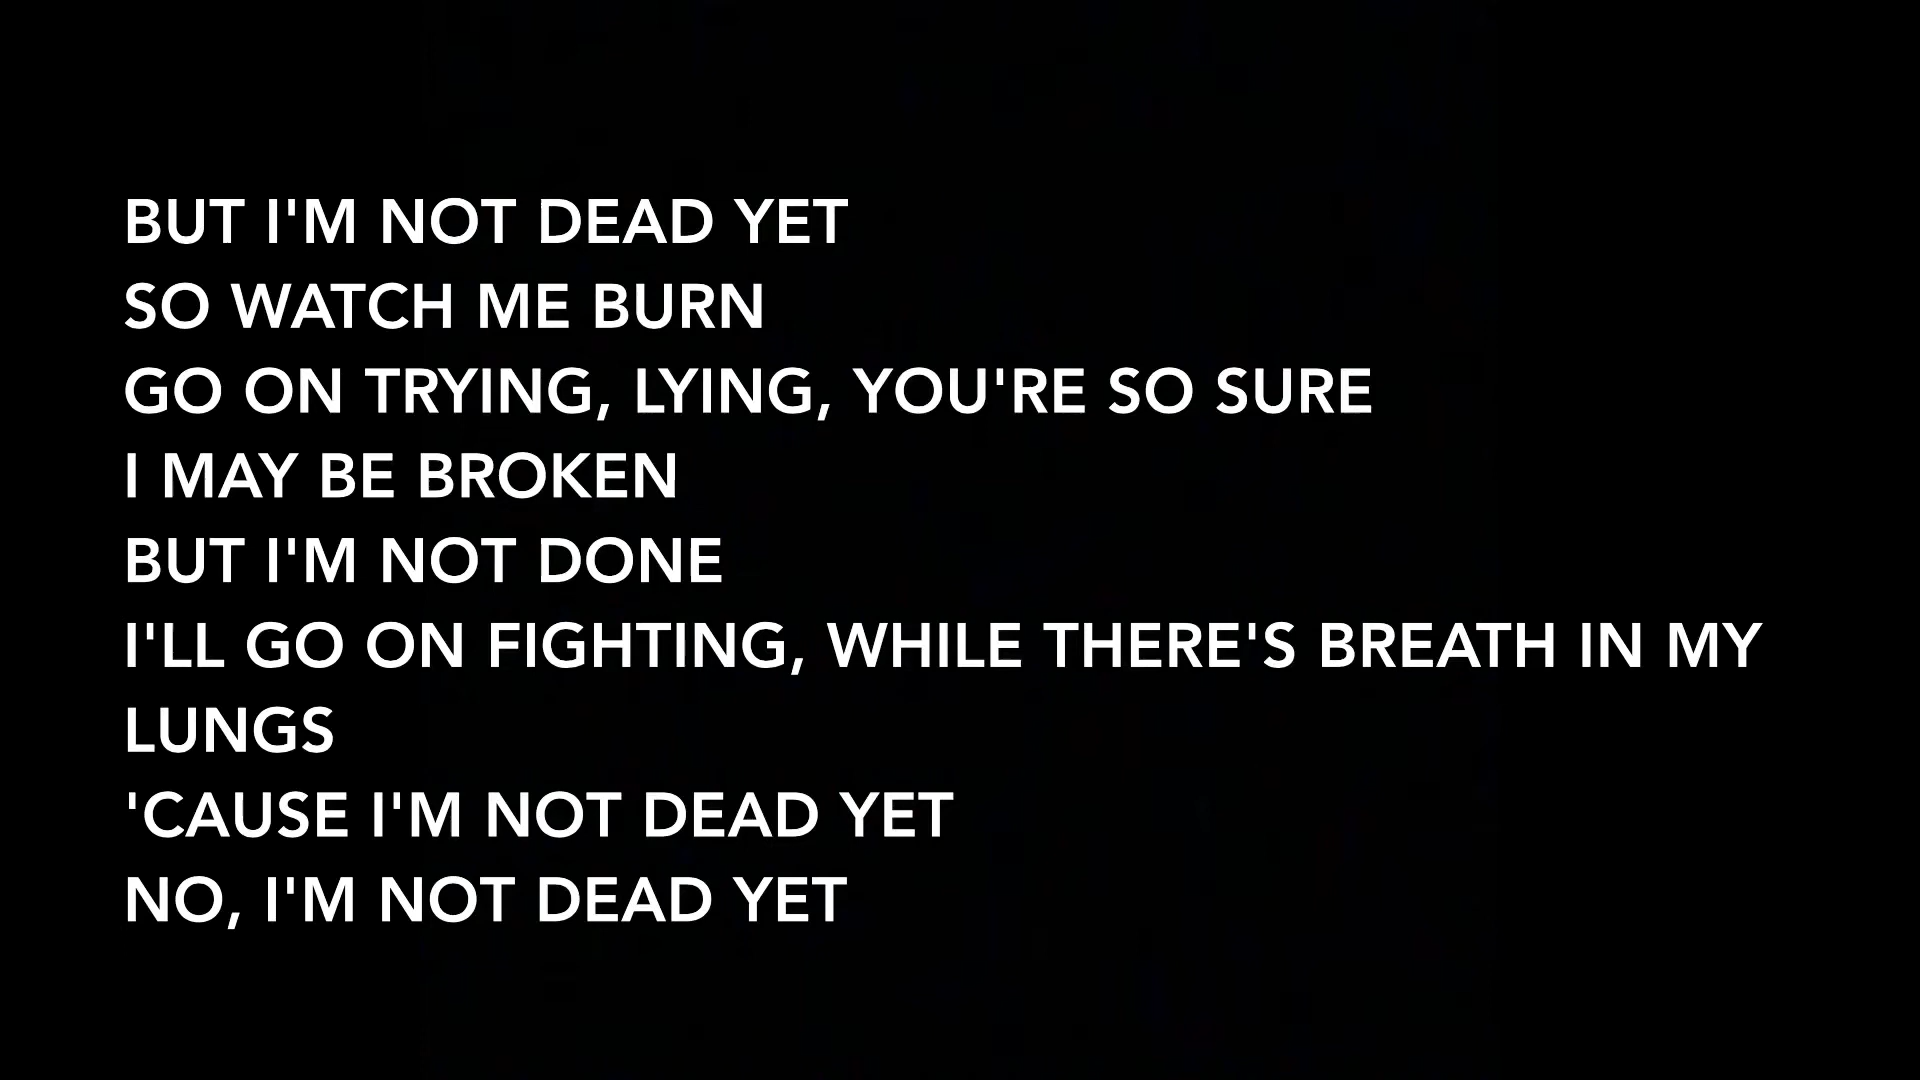 BUT I'M NOT DEAD YET
SO WATCH ME BURN
GO ON TRYING, LYING, YOU'RE SO SURE
I MAY BE BROKEN
BUT I'M NOT DONE
I'LL GO ON FIGHTING, WHILE THERE'S BREATH IN MY
LUNGS
'CAUSE I'M NOT DEAD YET
NO, I'M NOT DEAD YET